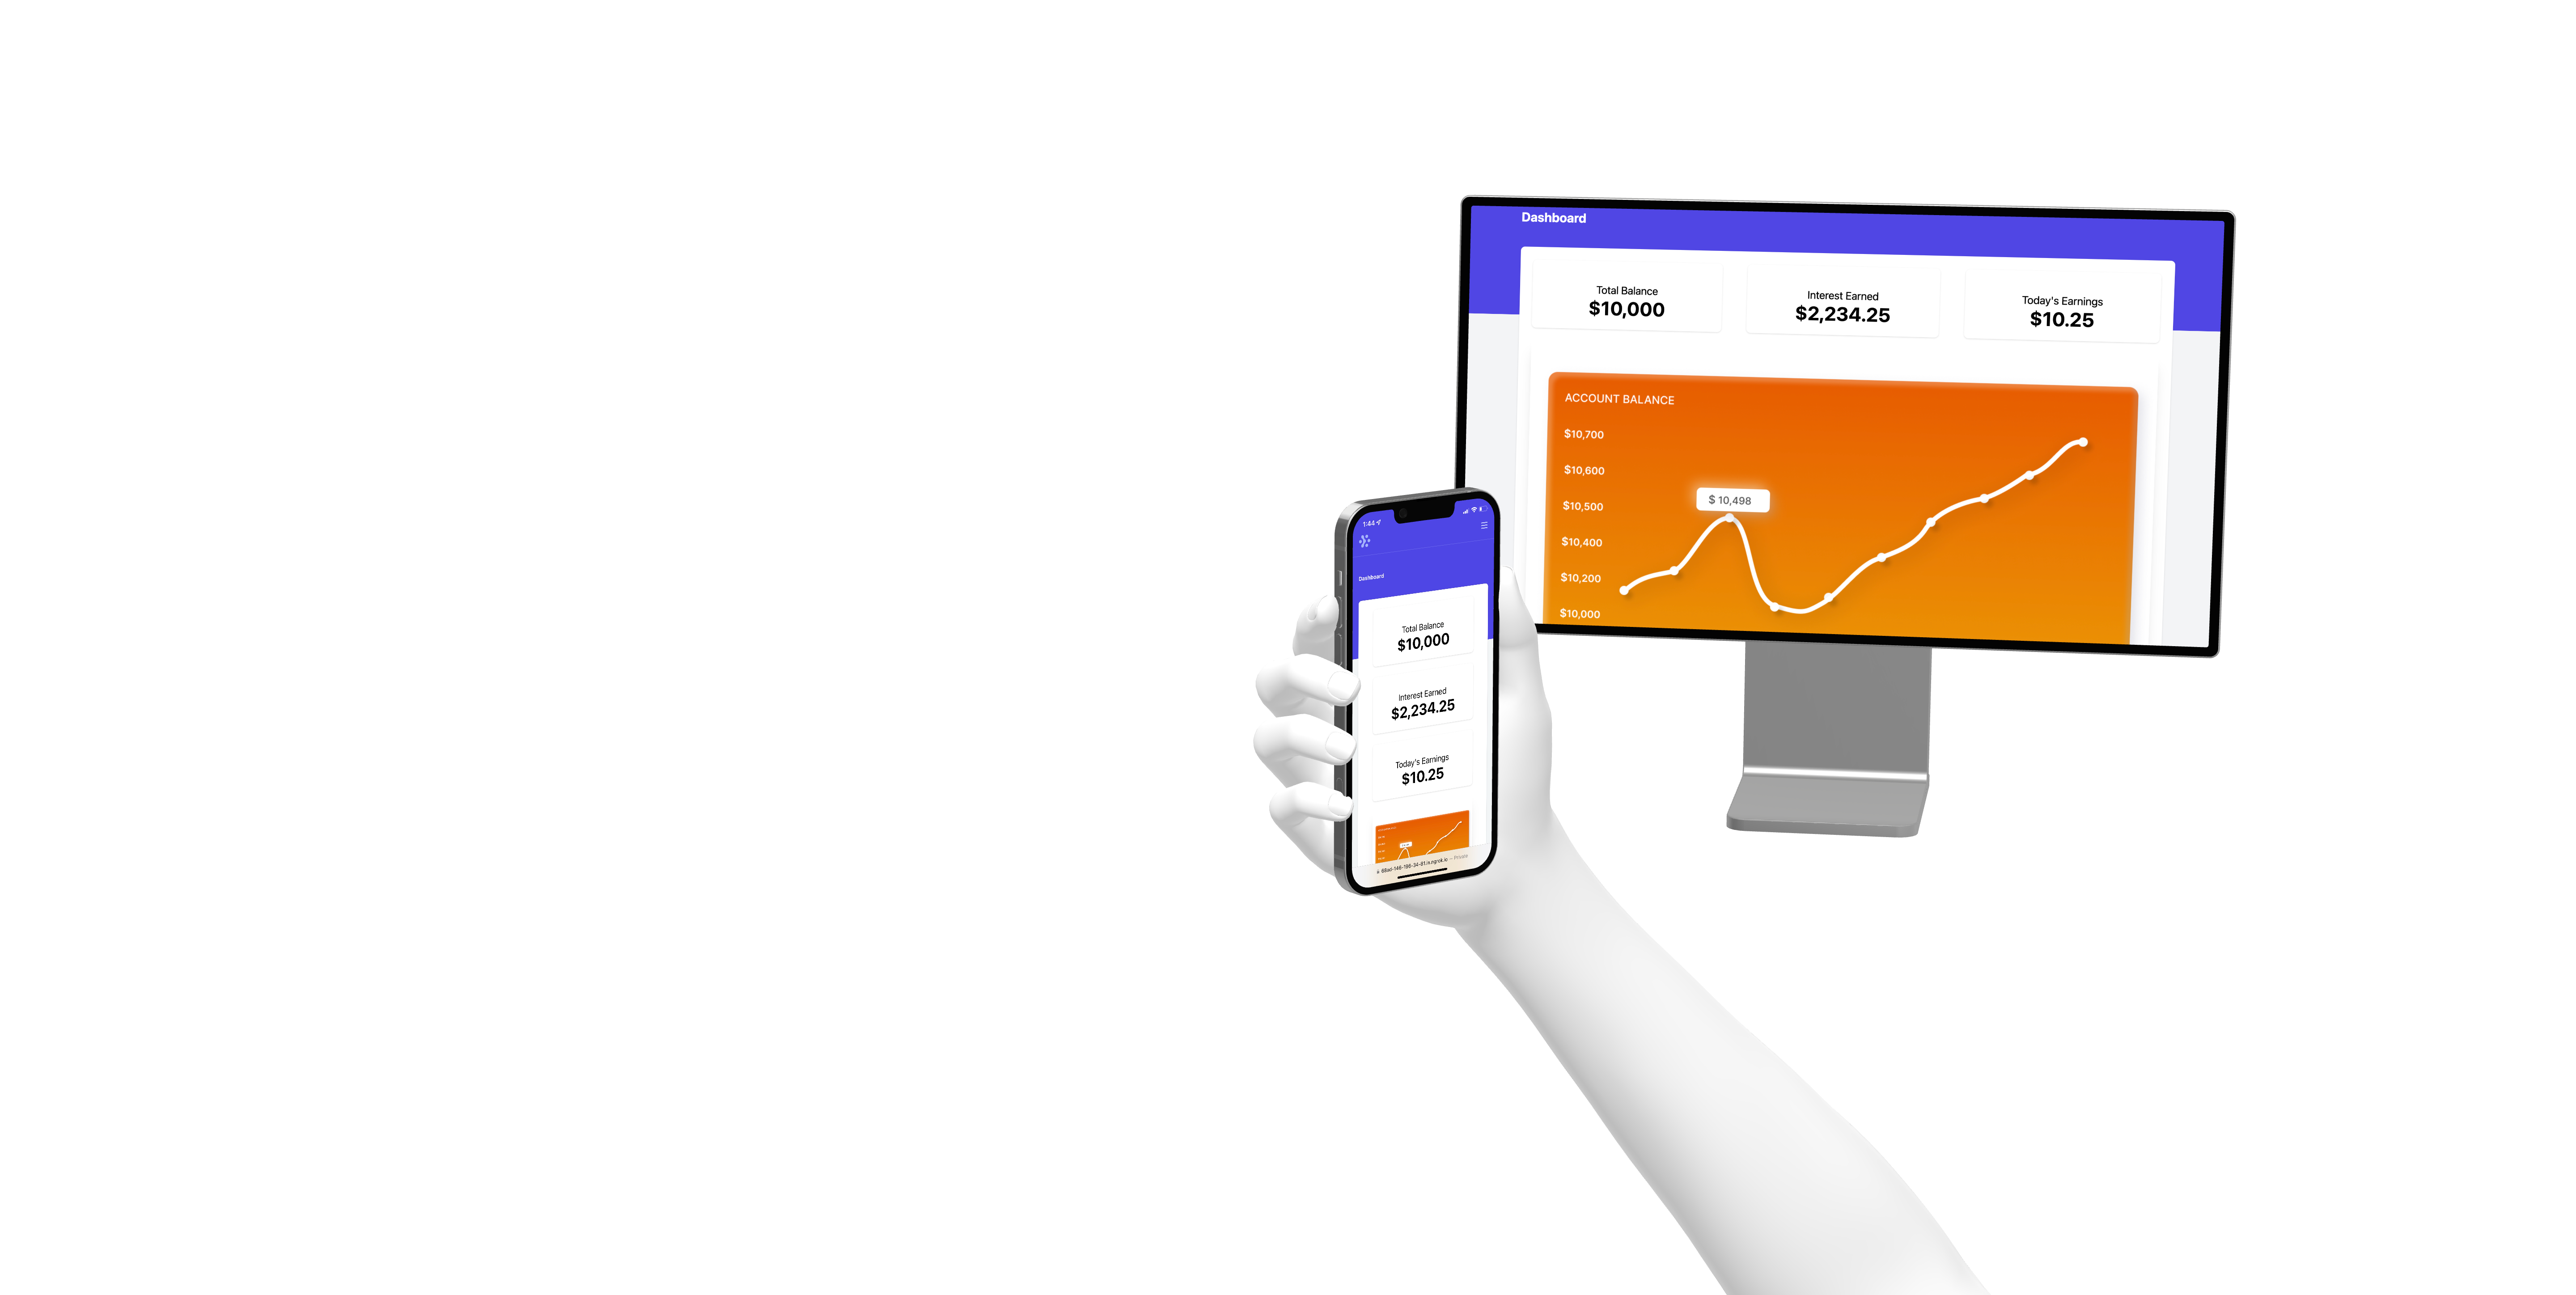 Dashboard
Total Balance
$10,000
Interest Earned
$2,234.25
Today's Earnings
$10.25
ACCOUNT BALANCE
$10,700
$10,600
$10,500
$10,400
$10,200
$10,000
$ 10,498
1:44
Dashboard
Total Balance
$10,000
Interest Earned
$2,234.25
Today's Earnings
$10.25
— Private